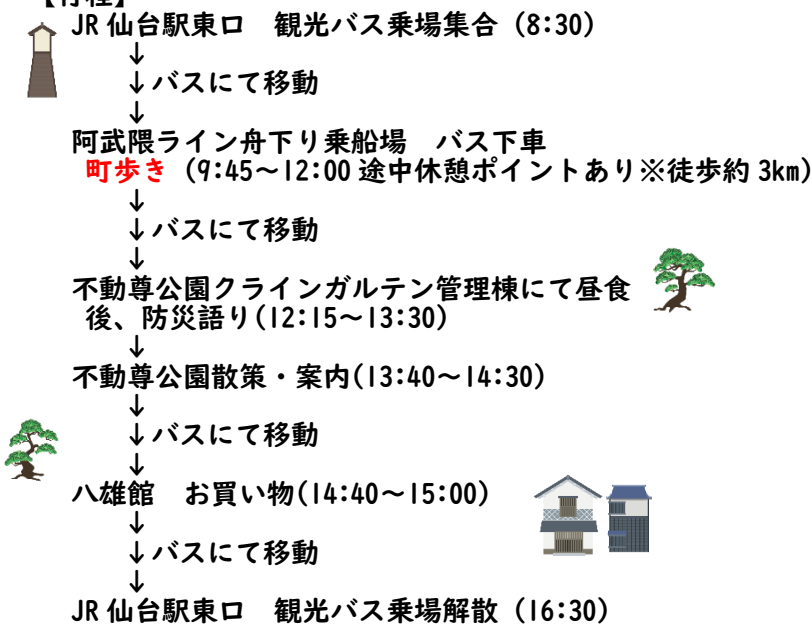 【行程】
JR 仙台駅東口　観光バス乗場集合 (8:30)
↓
↓バスにて移動
↓
阿武隈ライン舟下り乗船場　バス下車
町歩き (9:45～12:00 途中休憩ポイントあり※徒歩約 3km)
↓
↓バスにて移動
↓
不動尊公園クラインガルテン管理棟にて昼食
後、防災語り(12:15～13:30)
↓
不動尊公園散策・案内(13:40～14:30)
↓
↓バスにて移動
↓
八雄館　お買い物(14:40～15:00)
↓
↓バスにて移動
↓
JR 仙台駅東口　観光バス乗場解散 (16:30)